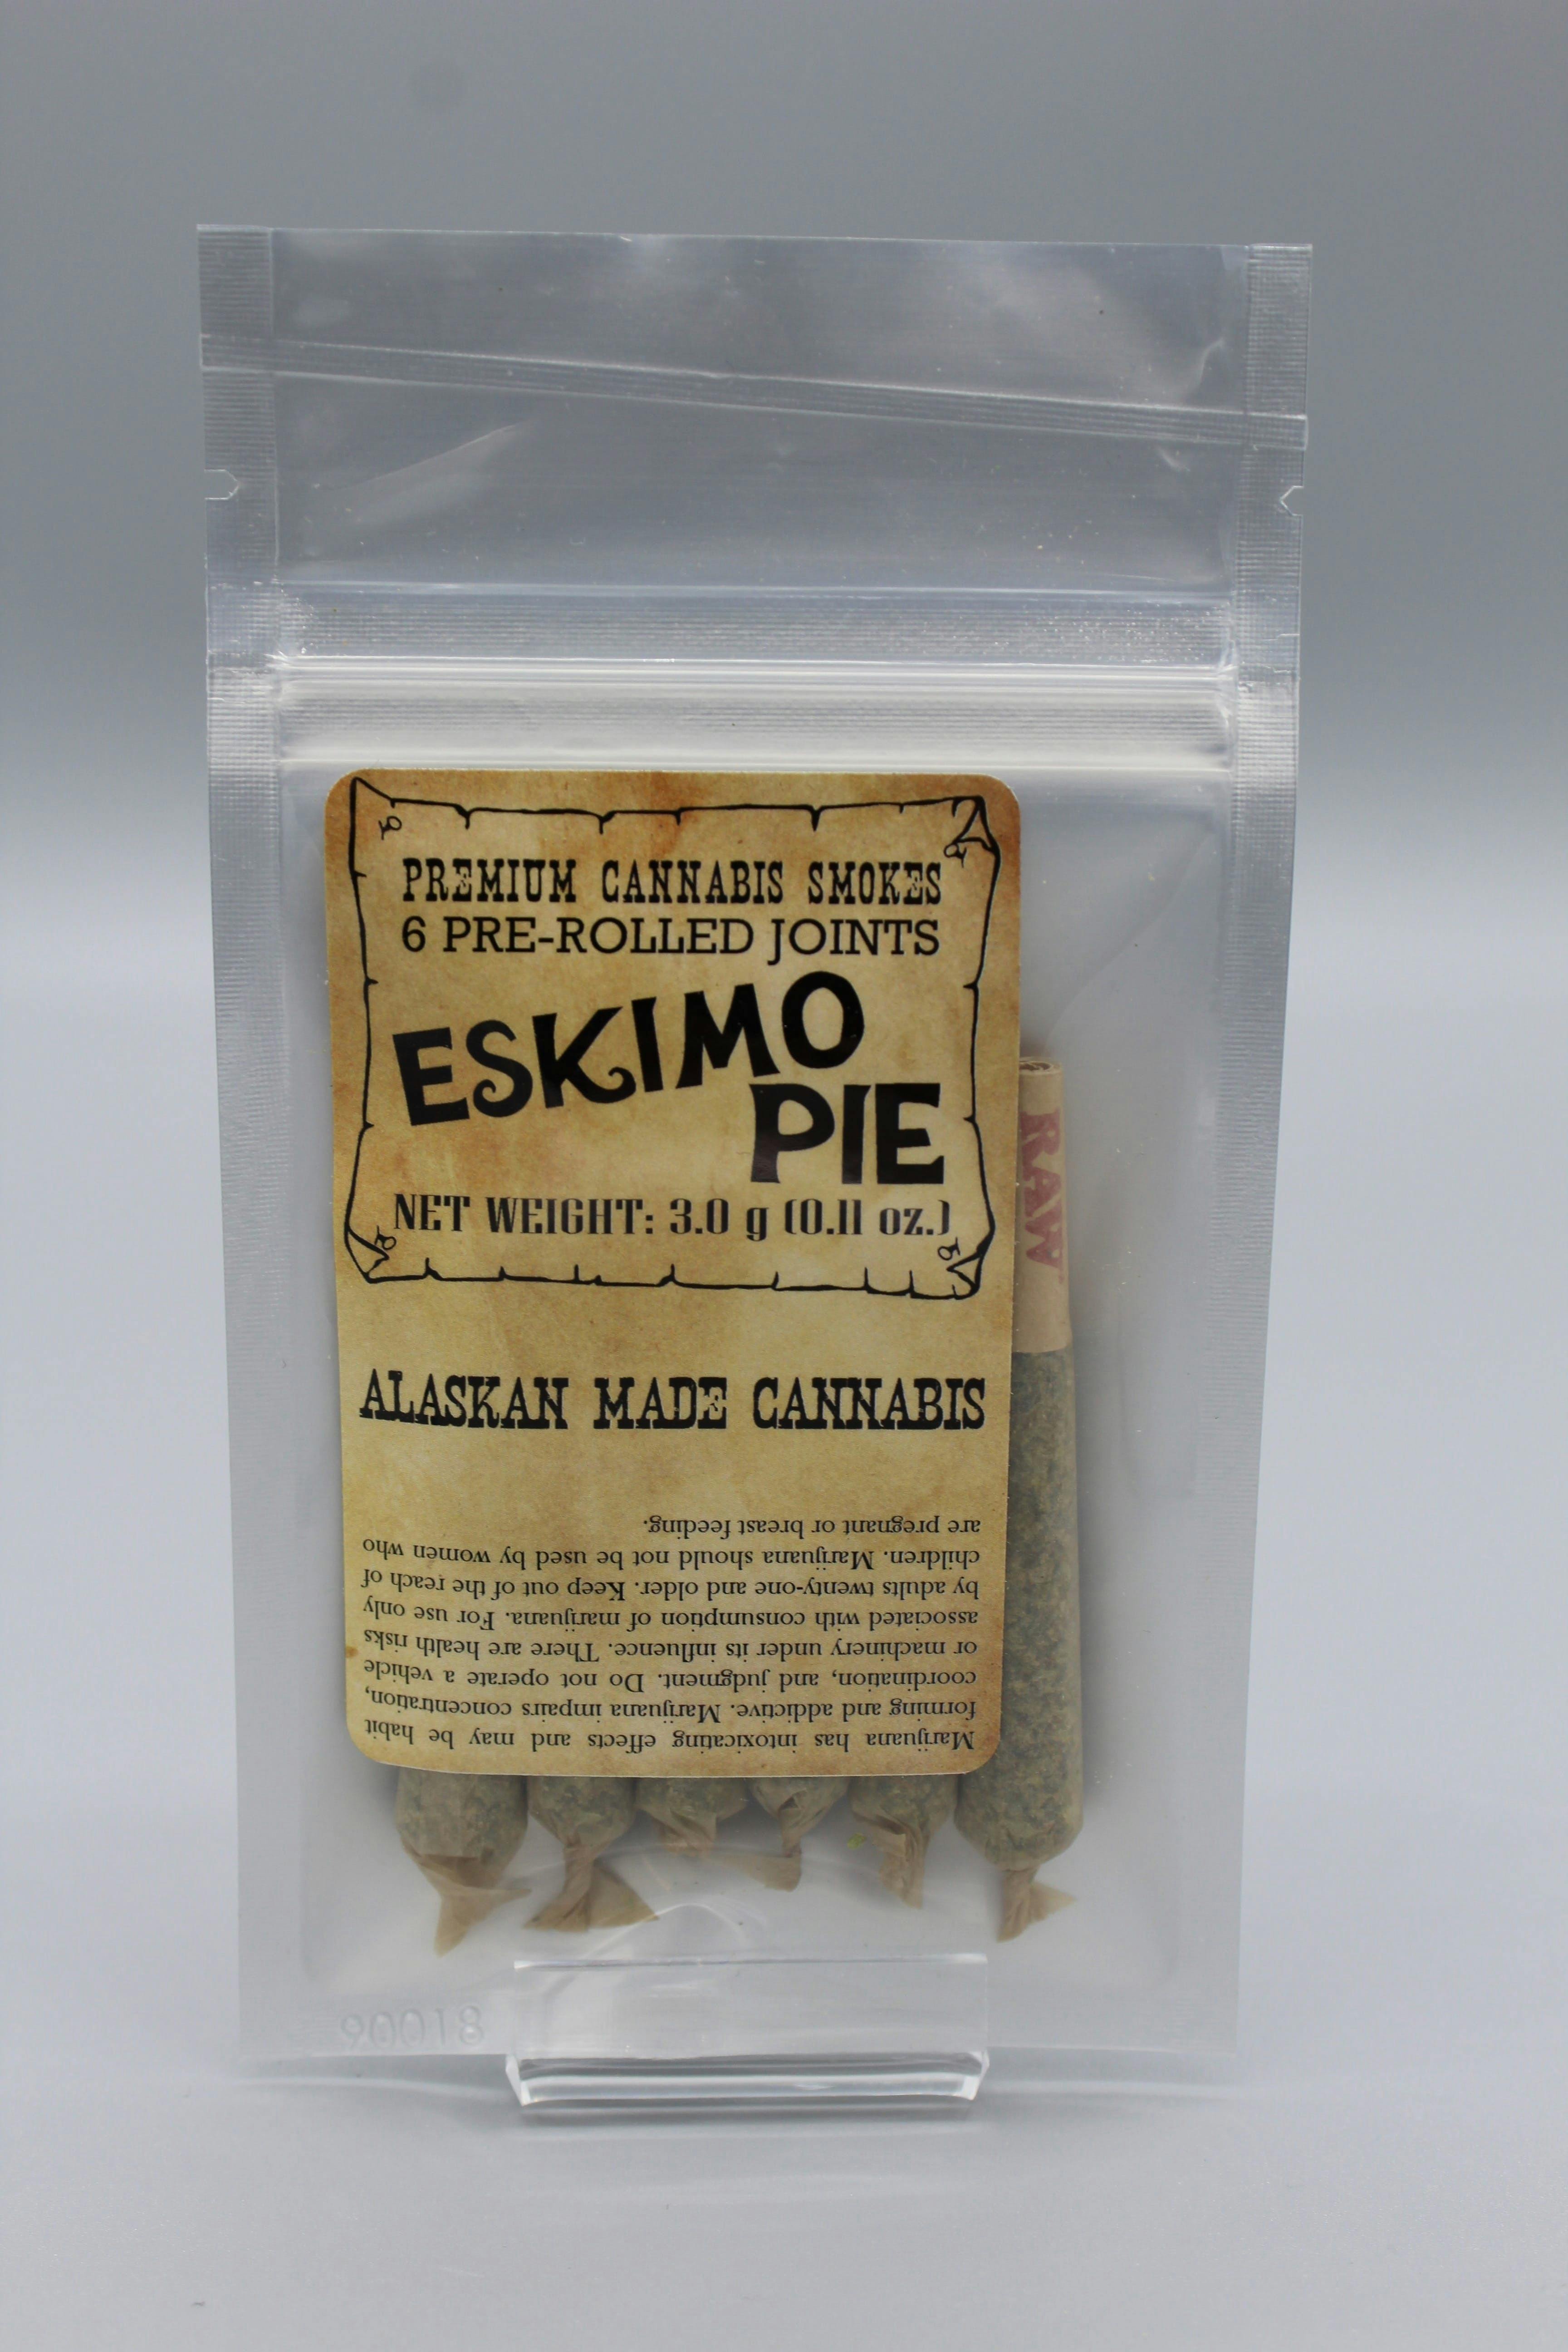 PREMIUM CANNABIS SMOKES
6 PRE-ROLLED JOINTS
ESKIMO
PIE
NET WEIGHT: 3.0 g (0.11 oz.)
ALASKAN MADE CANNABIS
Marijuana has intoxicating effects and may be habit
forming and addictive. Marijuana impairs concentration,
coordination, and judgment. Do not operate a vehicle
or machinery under its influence. There are health risks
associated with consumption of marijuana. For use only
by adults twenty-one and older. Keep out of the reach of
children. Marijuana should not be used by women who
are pregnant or breast feeding.
RAW
90018